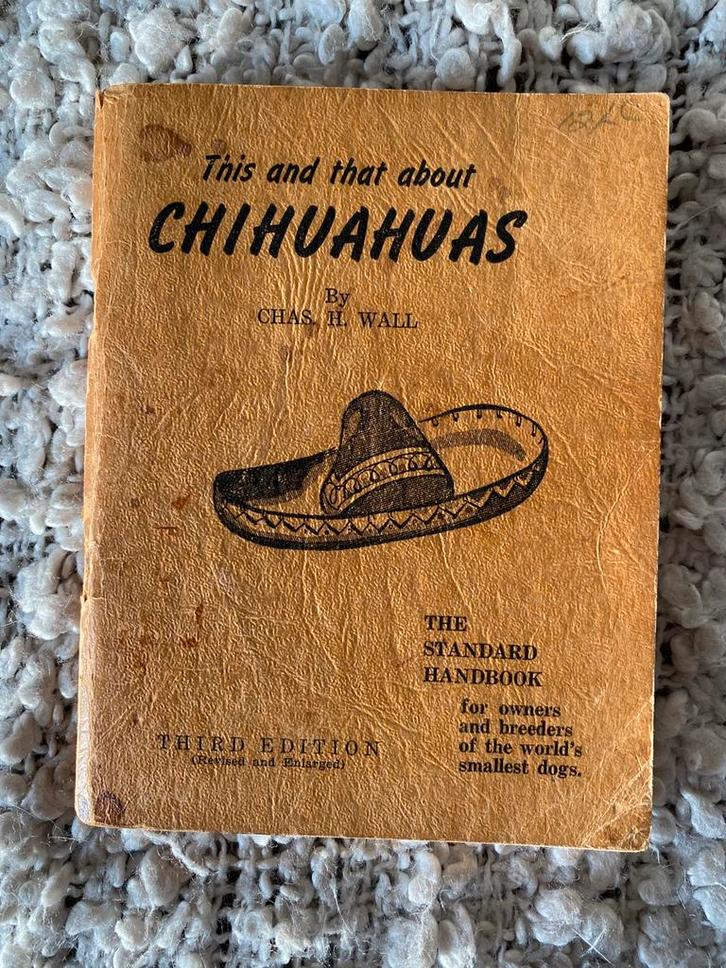 This and that about
CHIHUAHUAS
By
CHAS. H. WALL
THE
STANDARD
HANDBOOK
for owners
and breeders
of the world's
smallest dogs.
THIRD EDITION
(Revised and Enlarged)